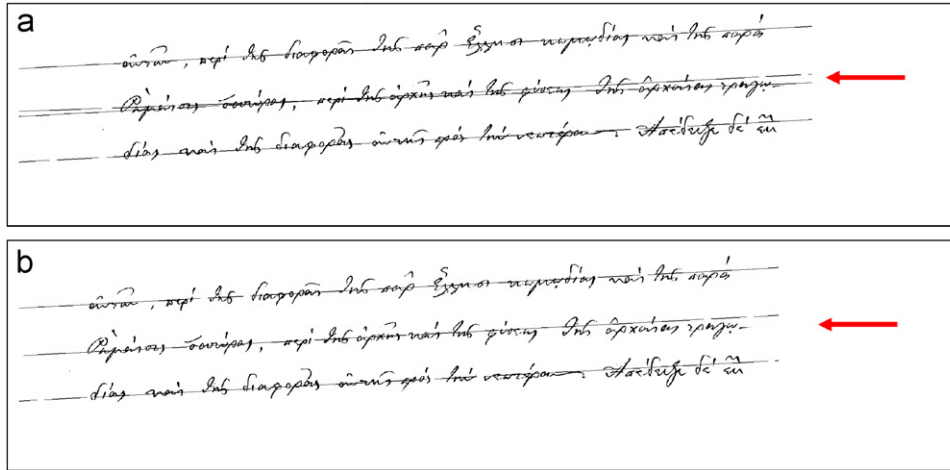 a
αὐτῶν, περὶ τῆς διαφορᾶς τῆς παρ' Ἕλλησι κωμῳδίας καὶ τῆς παρὰ
Ῥωμαίοις σατύρας, περὶ τῆς ἀρχῆς καὶ τῆς φύσεως τῆς ἀρχαίας τραγῳ-
δίας καὶ τῆς διαφορᾶς αὐτῆς πρὸς τὴν νεωτέραν. Ἀπέδειξε δὲ ἐν
b
αὐτῶν, περὶ τῆς διαφορᾶς τῆς παρ' Ἕλλησι κωμῳδίας καὶ τῆς παρὰ
Ῥωμαίοις σατύρας, περὶ τῆς ἀρχῆς καὶ τῆς φύσεως τῆς ἀρχαίας τραγῳ-
δίας καὶ τῆς διαφορᾶς αὐτῆς πρὸς τὴν νεωτέραν. Ἀπέδειξε δὲ ἐν